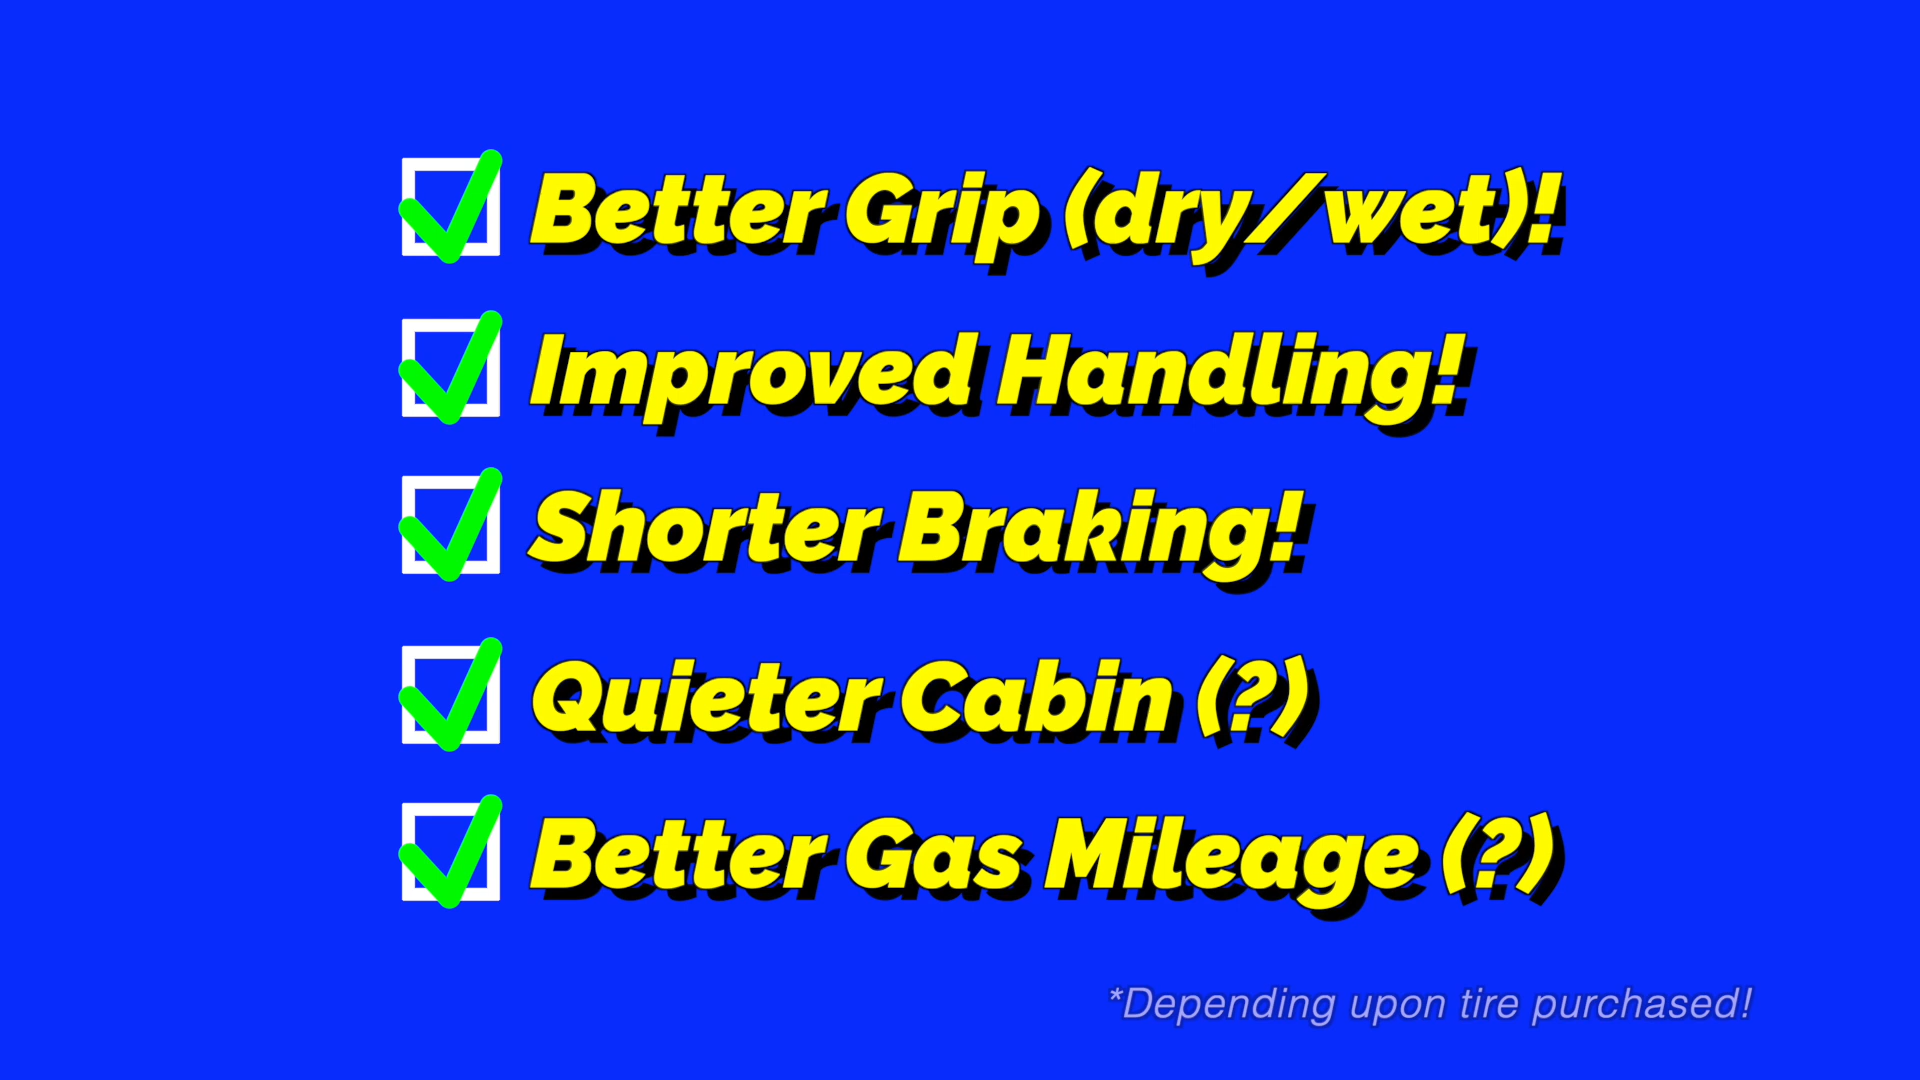 Better Grip (dry/wet)!
Improved Handling!
Shorter Braking!
Quieter Cabin (?)
Better Gas Mileage (?)
*Depending upon tire purchased!